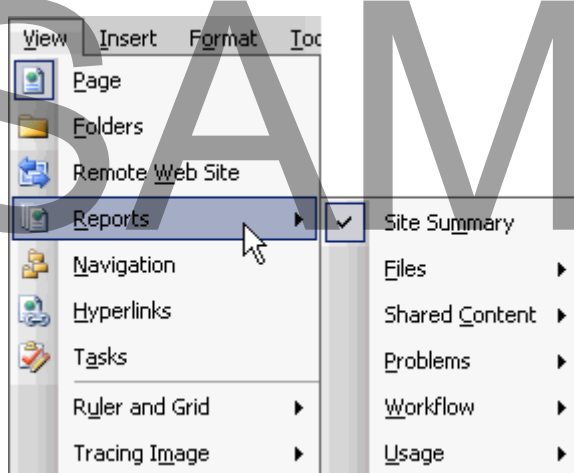 SAM
View Insert Format
Page
Folders
Remote Web Site
Reports
Navigation
Hyperlinks
Tasks
Ruler and Grid
Tracing Image
Site Summary
Files
Shared Content
Problems
Workflow
Usage